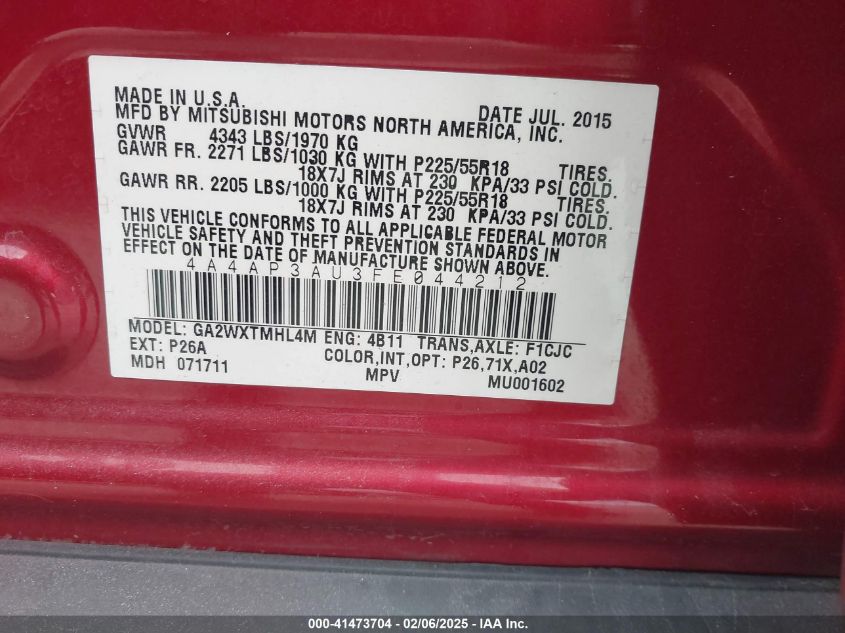 MADE IN U.S.A. DATE JUL. 2015
MFD BY MITSUBISHI MOTORS NORTH AMERICA, INC.
GVWR 4343 LBS/1970 KG
GAWR FR. 2271 LBS/1030 KG WITH P225/55R18 TIRES.
18X7J RIMS AT 230 KPA/33 PSI COLD.
GAWR RR. 2205 LBS/1000 KG WITH P225/55R18 TIRES.
18X7J RIMS AT 230 KPA/33 PSI COLD.
THIS VEHICLE CONFORMS TO ALL APPLICABLE FEDERAL MOTOR
VEHICLE SAFETY AND THEFT PREVENTION STANDARDS IN
EFFECT ON THE DATE OF MANUFACTURE SHOWN ABOVE.
4A4AP3AU3FE044212
MODEL: GA2WXTMHL4M ENG: 4B11 TRANS,AXLE: F1CJC
EXT: P26A COLOR,INT,OPT: P26,71X,A02
MDH 071711 MPV MU001602
000-41473704 - 02/06/2025 - IAA Inc.